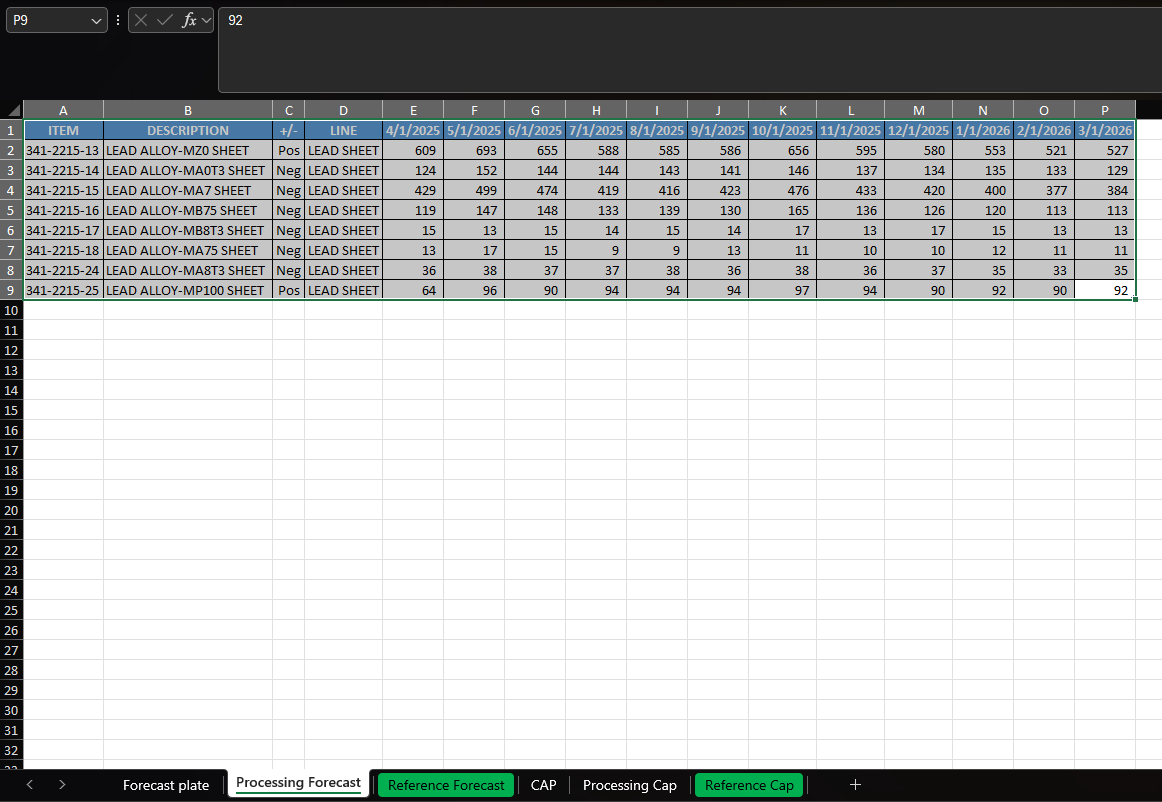 P9 fx 92
A B C D E F G H I J K L M N O P
1 ITEM DESCRIPTION +/- LINE 4/1/2025 5/1/2025 6/1/2025 7/1/2025 8/1/2025 9/1/2025 10/1/2025 11/1/2025 12/1/2025 1/1/2026 2/1/2026 3/1/2026
2 341-2215-13 LEAD ALLOY-MZ0 SHEET Pos LEAD SHEET 609 693 655 588 585 586 656 595 580 553 521 527
3 341-2215-14 LEAD ALLOY-MA0T3 SHEET Neg LEAD SHEET 124 152 144 144 143 141 146 137 134 135 133 129
4 341-2215-15 LEAD ALLOY-MA7 SHEET Neg LEAD SHEET 429 499 474 419 416 423 476 433 420 400 377 384
5 341-2215-16 LEAD ALLOY-MB75 SHEET Neg LEAD SHEET 119 147 148 133 139 130 165 136 126 120 113 113
6 341-2215-17 LEAD ALLOY-MB8T3 SHEET Neg LEAD SHEET 15 13 15 14 15 14 17 13 17 15 13 13
7 341-2215-18 LEAD ALLOY-MA75 SHEET Neg LEAD SHEET 13 17 15 9 9 13 11 10 10 12 11 11
8 341-2215-24 LEAD ALLOY-MA8T3 SHEET Neg LEAD SHEET 36 38 37 37 38 36 38 36 37 35 33 35
9 341-2215-25 LEAD ALLOY-MP100 SHEET Pos LEAD SHEET 64 96 90 94 94 94 97 94 90 92 90 92
10
11
12
13
14
15
16
17
18
19
20
21
22
23
24
25
26
27
28
29
30
31
32
Forecast plate Processing Forecast Reference Forecast CAP Processing Cap Reference Cap +